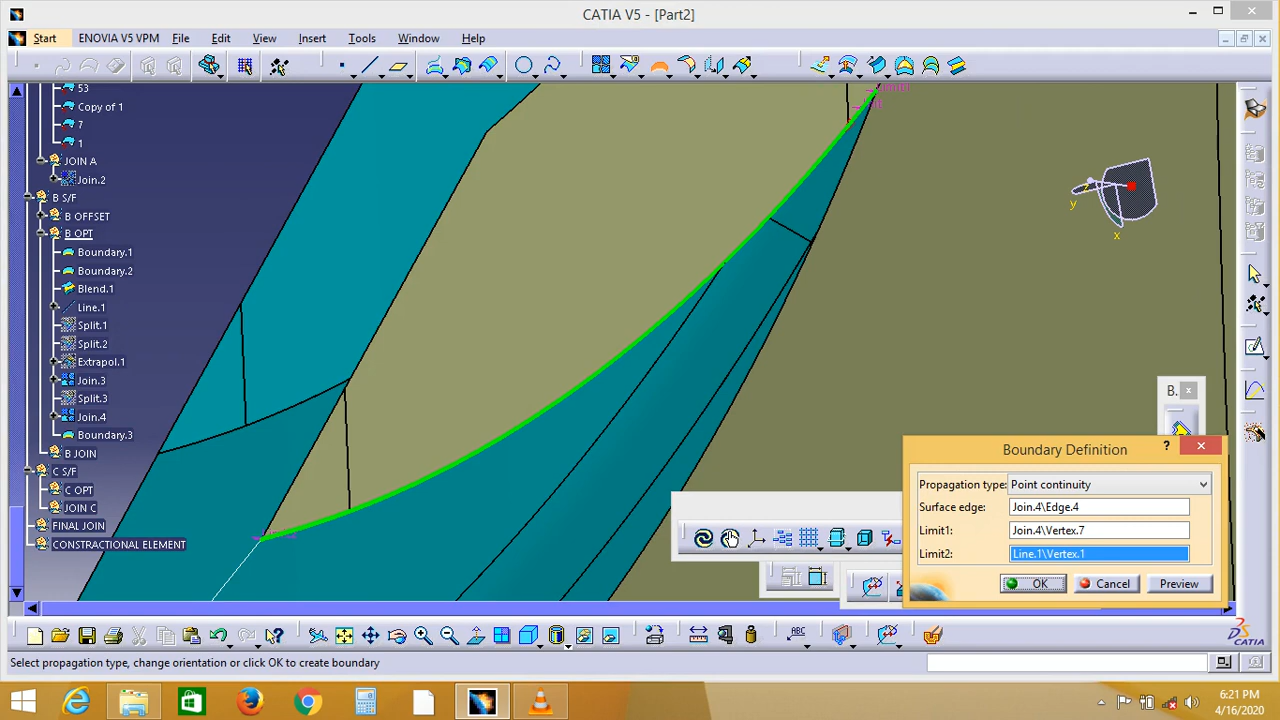 CATIA V5 - [Part2]
Start
ENOVIA V5 VPM
File
Edit
View
Insert
Tools
Window
Help
53
Copy of 1
7
1
JOIN A
Join.2
B S/F
B OFFSET
B OPT
Boundary.1
Boundary.2
Blend.1
Line.1
Split.1
Split.2
Extrapol.1
Join.3
Split.3
Join.4
Boundary.3
B JOIN
C S/F
C OPT
JOIN C
FINAL JOIN
CONSTRACTIONAL ELEMENT
y
z
x
B.
Boundary Definition
?
Propagation type:
Point continuity
Surface edge:
Join.4\Edge.4
Limit1:
Join.4\Vertex.7
Limit2:
Line.1\Vertex.1
OK
Cancel
Preview
ABC
CATIA
Select propagation type, change orientation or click OK to create boundary
6:21 PM
4/16/2020